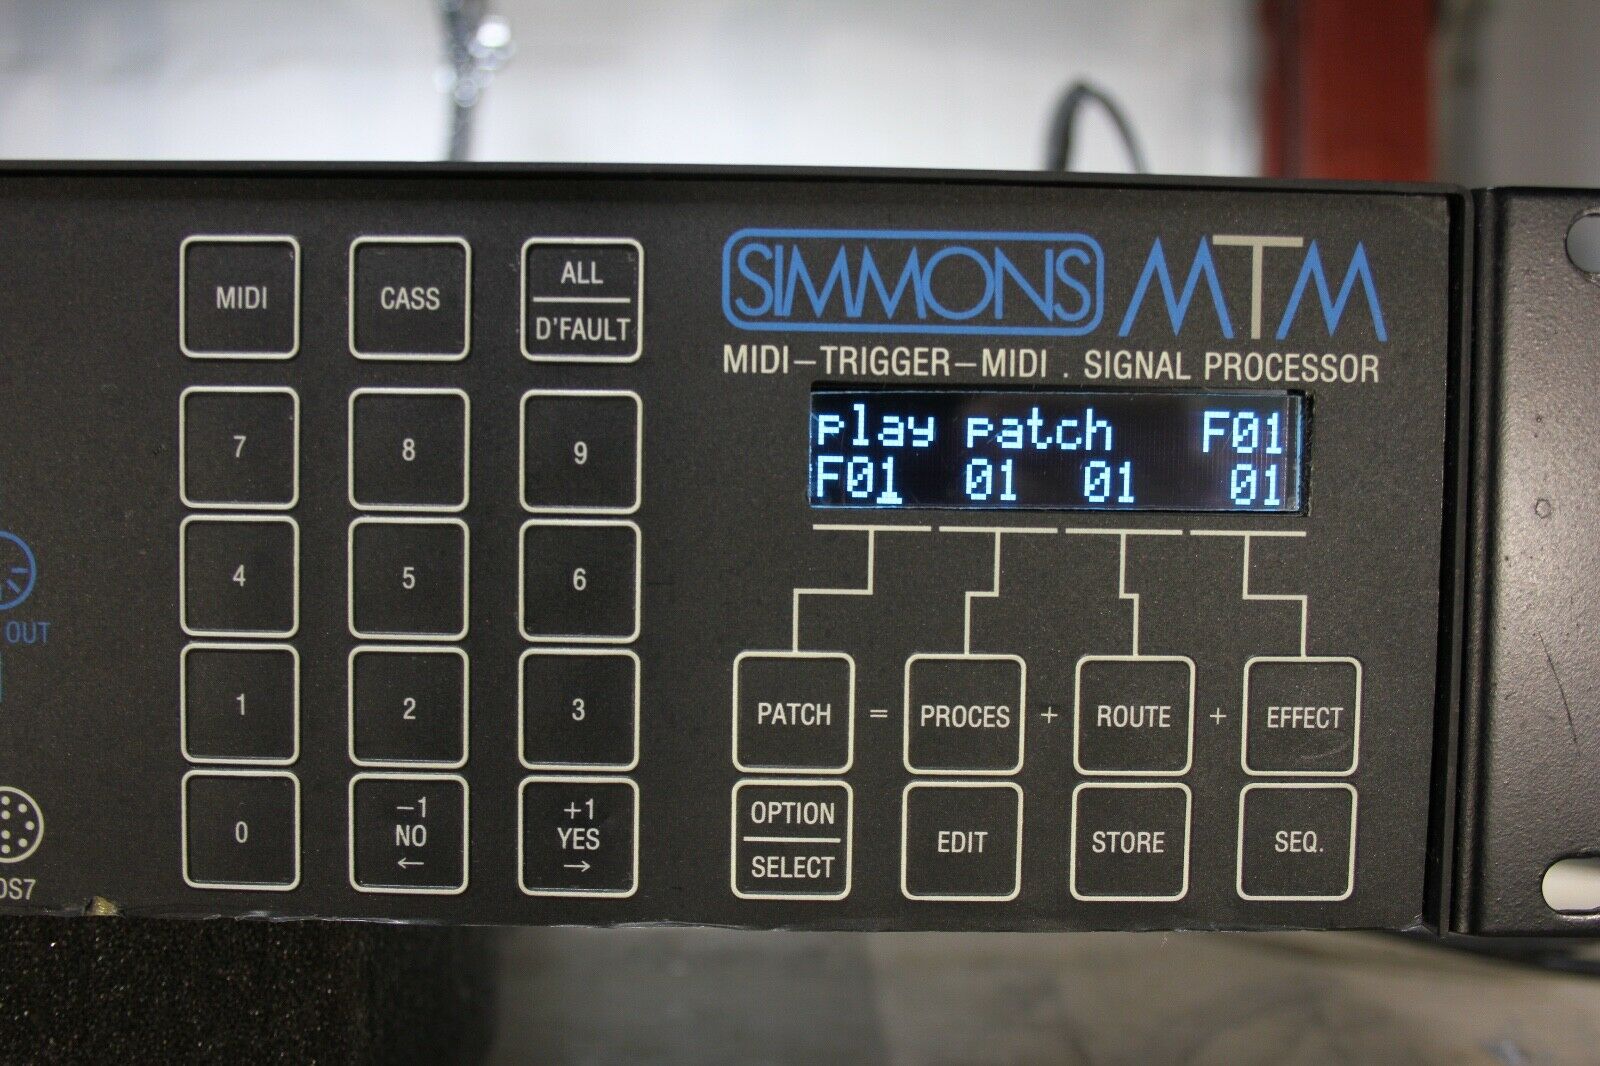 SIMMONS MTM
MIDI–TRIGGER–MIDI . SIGNAL PROCESSOR
play patch F01
F01 01 01 01
MIDI CASS ALL
D'FAULT
7 8 9
4 5 6
1 2 3
0
–1
NO
←
+1
YES
→
PATCH = PROCES + ROUTE + EFFECT
OPTION
SELECT
EDIT STORE SEQ.
OUT